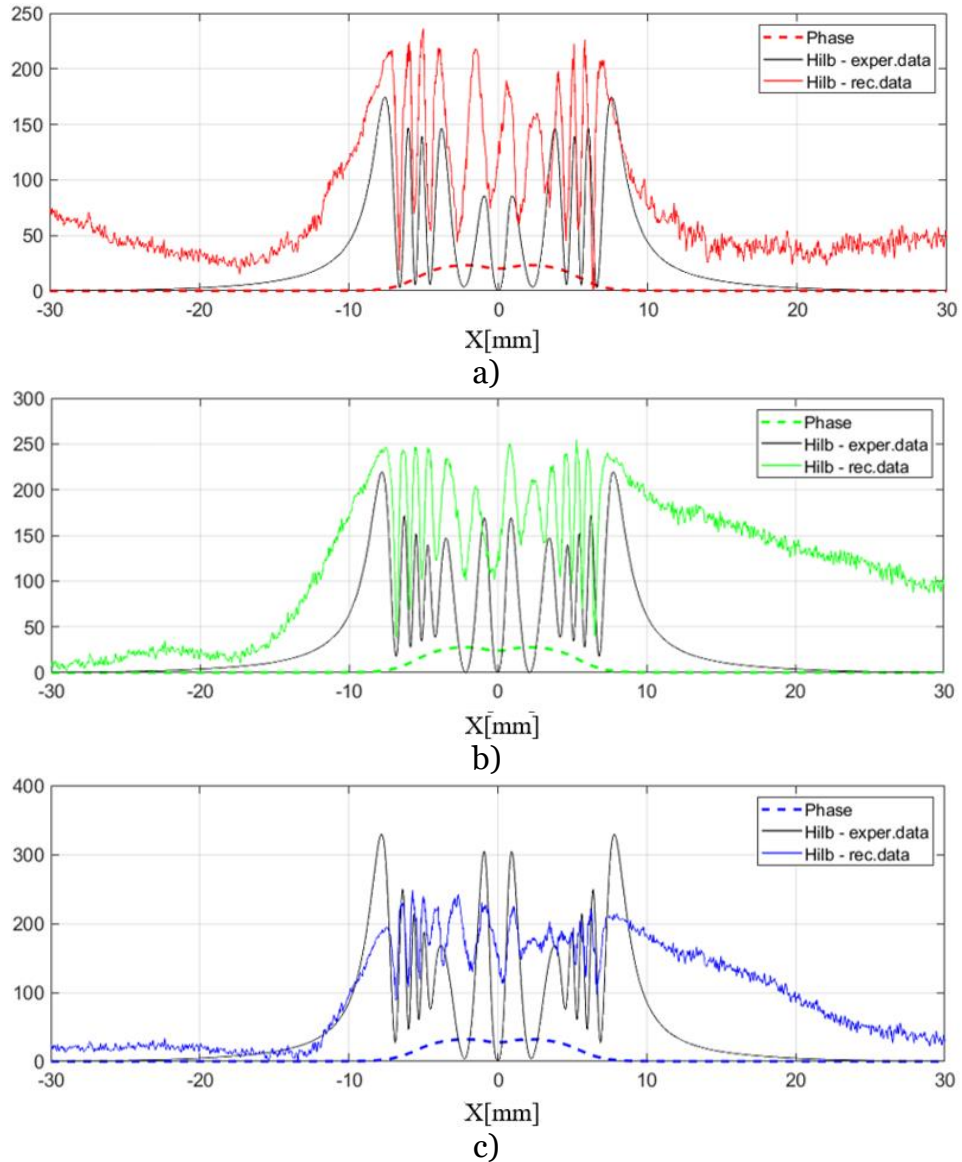 250
200
150
100
50
0
Phase
Hilb - exper.data
Hilb - rec.data
-30 -20 -10 0 10 20 30
X[mm]
a)
300
250
200
150
100
50
0
Phase
Hilb - exper.data
Hilb - rec.data
-30 -20 -10 0 10 20 30
X[mm]
b)
400
300
200
100
0
Phase
Hilb - exper.data
Hilb - rec.data
-30 -20 -10 0 10 20 30
X[mm]
c)